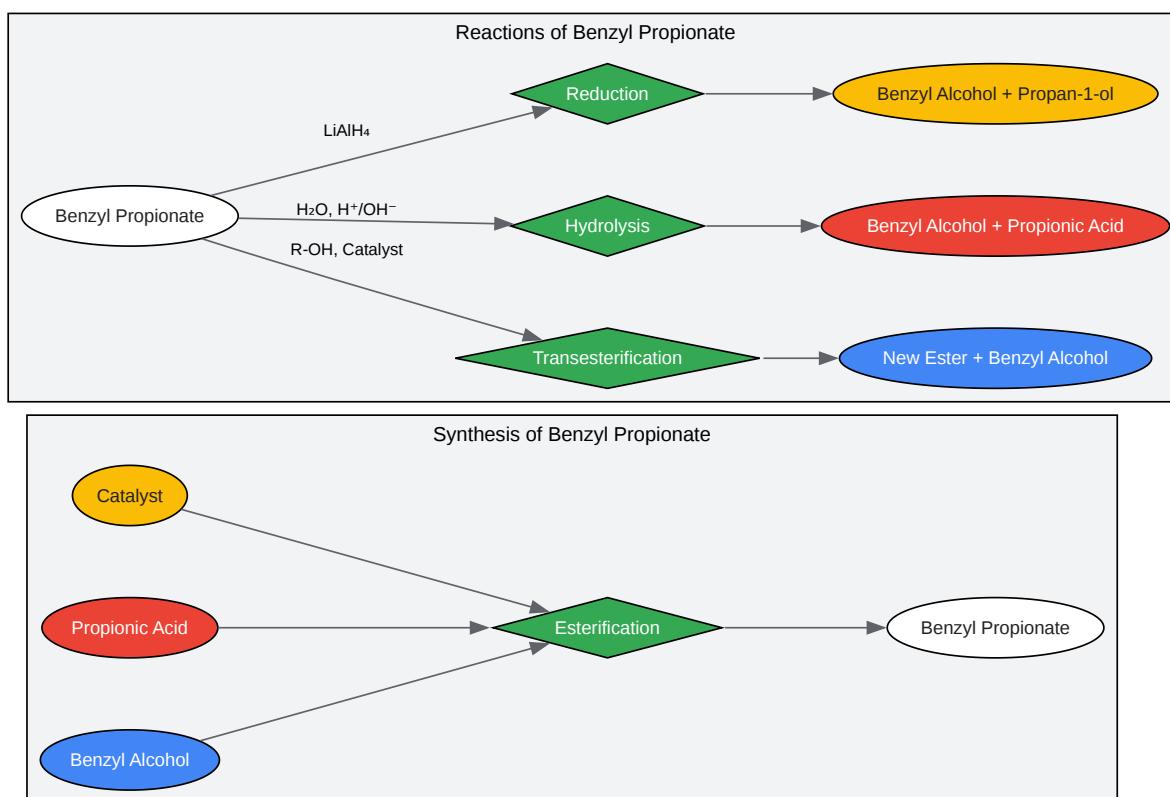 Reactions of Benzyl Propionate
Reduction
Benzyl Alcohol + Propan-1-ol
LiAlH₄
Benzyl Propionate
H₂O, H⁺/OH⁻
Hydrolysis
Benzyl Alcohol + Propionic Acid
R-OH, Catalyst
Transesterification
New Ester + Benzyl Alcohol
Synthesis of Benzyl Propionate
Catalyst
Propionic Acid
Esterification
Benzyl Propionate
Benzyl Alcohol